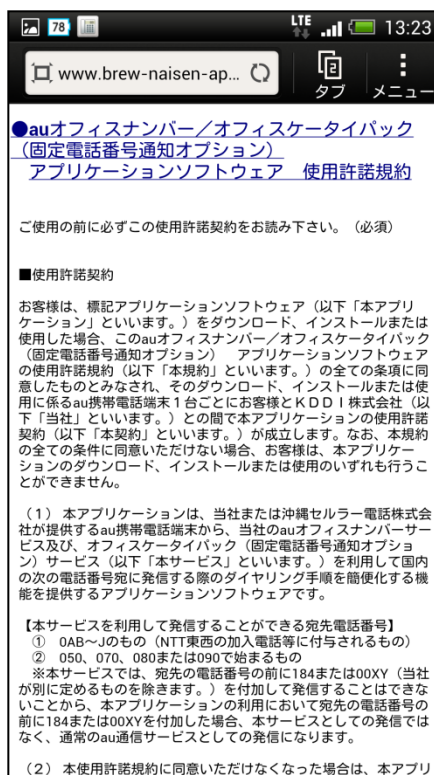 78
LTE
13:23
www.brew-naisen-ap...
2
タブ
メニュー
●auオフィスナンバー／オフィスケータイパック
（固定電話番号通知オプション）
アプリケーションソフトウェア　使用許諾規約
ご使用の前に必ずこの使用許諾契約をお読み下さい。（必須）
■使用許諾契約
お客様は、標記アプリケーションソフトウェア（以下「本アプリ
ケーション」といいます。）をダウンロード、インストールまたは
使用した場合、このauオフィスナンバー／オフィスケータイパック
（固定電話番号通知オプション）　アプリケーションソフトウェア
の使用許諾規約（以下「本規約」といいます。）の全ての条項に同
意したものとみなされ、そのダウンロード、インストールまたは使
用に係るau携帯電話端末１台ごとにお客様とＫＤＤＩ株式会社（以
下「当社」といいます。）との間で本アプリケーションの使用許諾
契約（以下「本契約」といいます。）が成立します。なお、本規約
の全ての条件に同意いただけない場合、お客様は、本アプリケー
ションのダウンロード、インストールまたは使用のいずれも行うこ
とができません。
（１）　本アプリケーションは、当社または沖縄セルラー電話株式会
社が提供するau携帯電話端末から、当社のauオフィスナンバーサー
ビス及び、オフィスケータイパック（固定電話番号通知オプショ
ン）サービス（以下「本サービス」といいます。）を利用して国内
の次の電話番号宛に発信する際のダイヤリング手順を簡便化する機
能を提供するアプリケーションソフトウェアです。
【本サービスを利用して発信することができる宛先電話番号】
①　0AB～Jのもの（NTT東西の加入電話等に付与されるもの）
②　050、070、080または090で始まるもの
※本サービスでは、宛先の電話番号の前に184または00XY（当社
が別に定めるものを除きます。）を付加して発信することはできな
いことから、本アプリケーションの利用において宛先の電話番号の
前に184または00XYを付加した場合、本サービスとしての発信では
なく、通常のau通信サービスとしての発信になります。
（２）　本使用許諾規約に同意いただけなくなった場合は、本アプリ